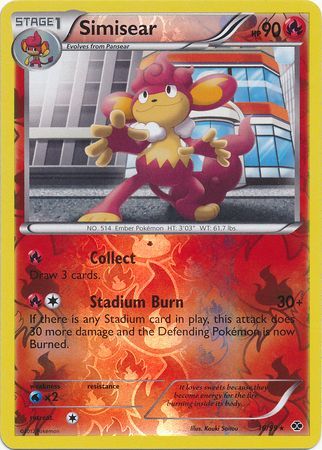 STAGE1
Simisear
HP 90
Evolves from Pansear
NO. 514 Ember Pokémon HT: 3'03" WT: 61.7 lbs.
Collect
Draw 3 cards.
Stadium Burn 30+
If there is any Stadium card in play, this attack does
30 more damage and the Defending Pokémon is now
Burned.
weakness resistance
×2
It loves sweets because they
become energy for the fire
burning inside its body.
retreat
Illus. Kouki Saitou
©2012 Pokémon